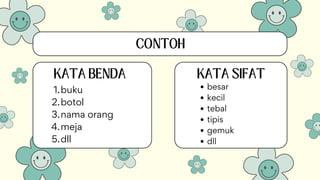 CONTOH
KATA BENDA
1. buku
2. botol
3. nama orang
4. meja
5. dll
KATA SIFAT
• besar
• kecil
• tebal
• tipis
• gemuk
• dll